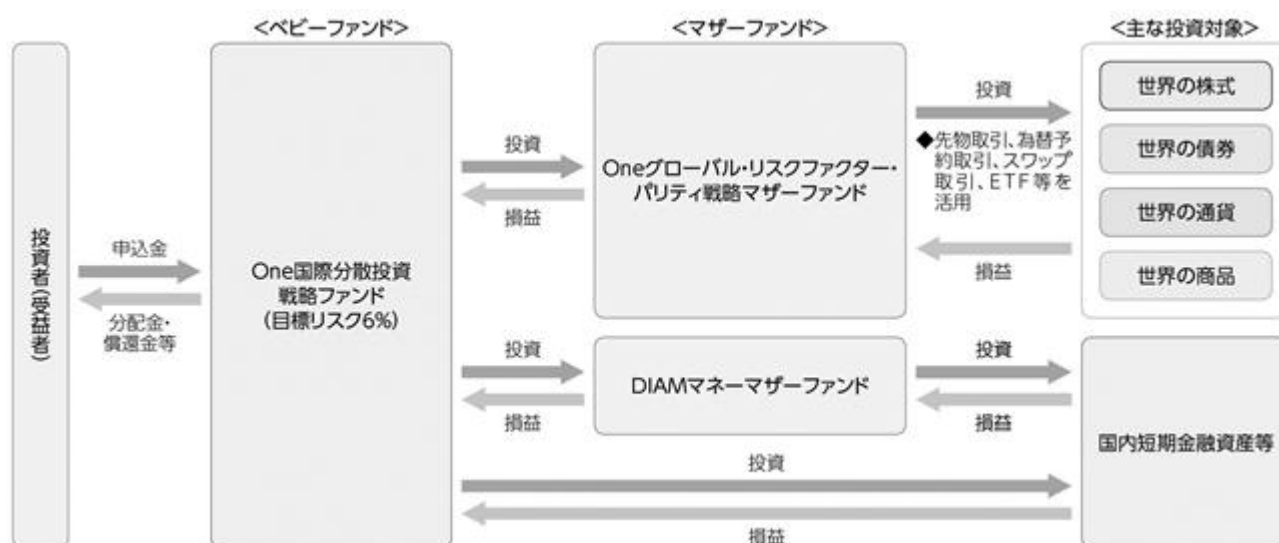 <ベビーファンド>
<マザーファンド>
<主な投資対象>
投資者(受益者)
申込金
分配金・
償還金等
One国際分散投資
戦略ファンド
(目標リスク6%)
投資
損益
Oneグローバル・リスクファクター・
パリティ戦略マザーファンド
投資
◆先物取引、為替予
約取引、スワップ
取引、ETF等を
活用
損益
世界の株式
世界の債券
世界の通貨
世界の商品
投資
損益
DIAMマネーマザーファンド
投資
損益
国内短期金融資産等
投資
損益